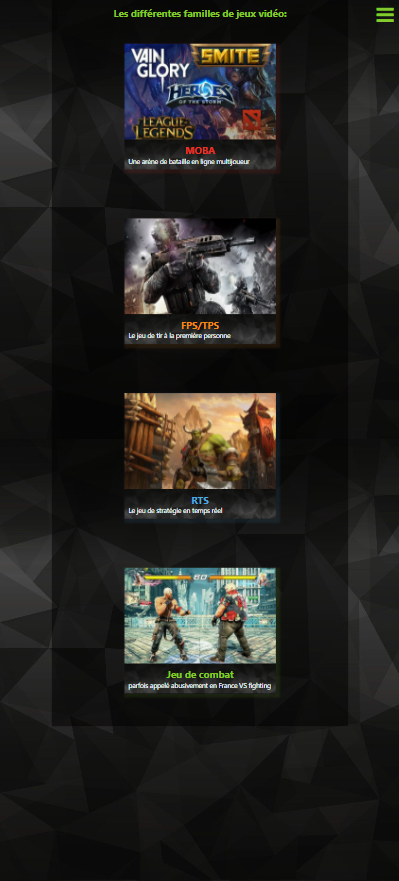 Les différentes familles de jeux vidéo:
VAIN
GLORY
SMITE
HEROES
OF THE STORM
LEAGUE of
LEGENDS
MOBA
Une arène de bataille en ligne multijoueur
FPS/TPS
Le jeu de tir à la première personne
RTS
Le jeu de stratégie en temps réel
Jeu de combat
parfois appelé abusivement en France VS fighting